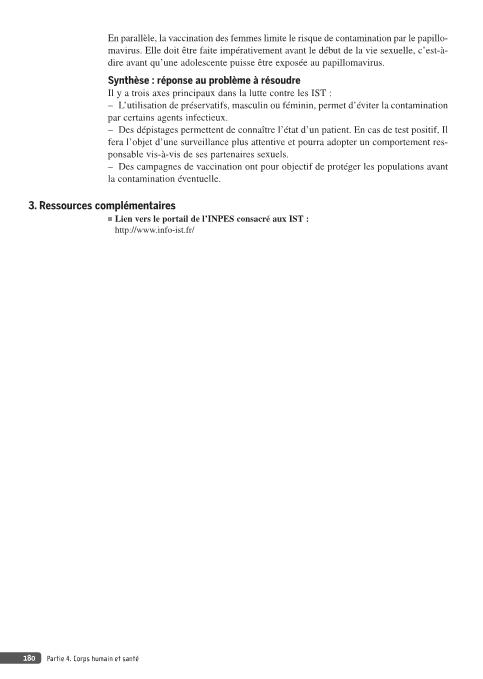 En parallèle, la vaccination des femmes limite le risque de contamination par le papillo-
mavirus. Elle doit être faite impérativement avant le début de la vie sexuelle, c’est-à-
dire avant qu’une adolescente puisse être exposée au papillomavirus.
Synthèse : réponse au problème à résoudre
Il y a trois axes principaux dans la lutte contre les IST :
– L’utilisation de préservatifs, masculin ou féminin, permet d’éviter la contamination
par certains agents infectieux.
– Des dépistages permettent de connaître l’état d’un patient. En cas de test positif, Il
fera l’objet d’une surveillance plus attentive et pourra adopter un comportement res-
ponsable vis-à-vis de ses partenaires sexuels.
– Des campagnes de vaccination ont pour objectif de protéger les populations avant
la contamination éventuelle.
3. Ressources complémentaires
■ Lien vers le portail de l’INPES consacré aux IST :
http://www.info-ist.fr/
180 Partie 4. Corps humain et santé